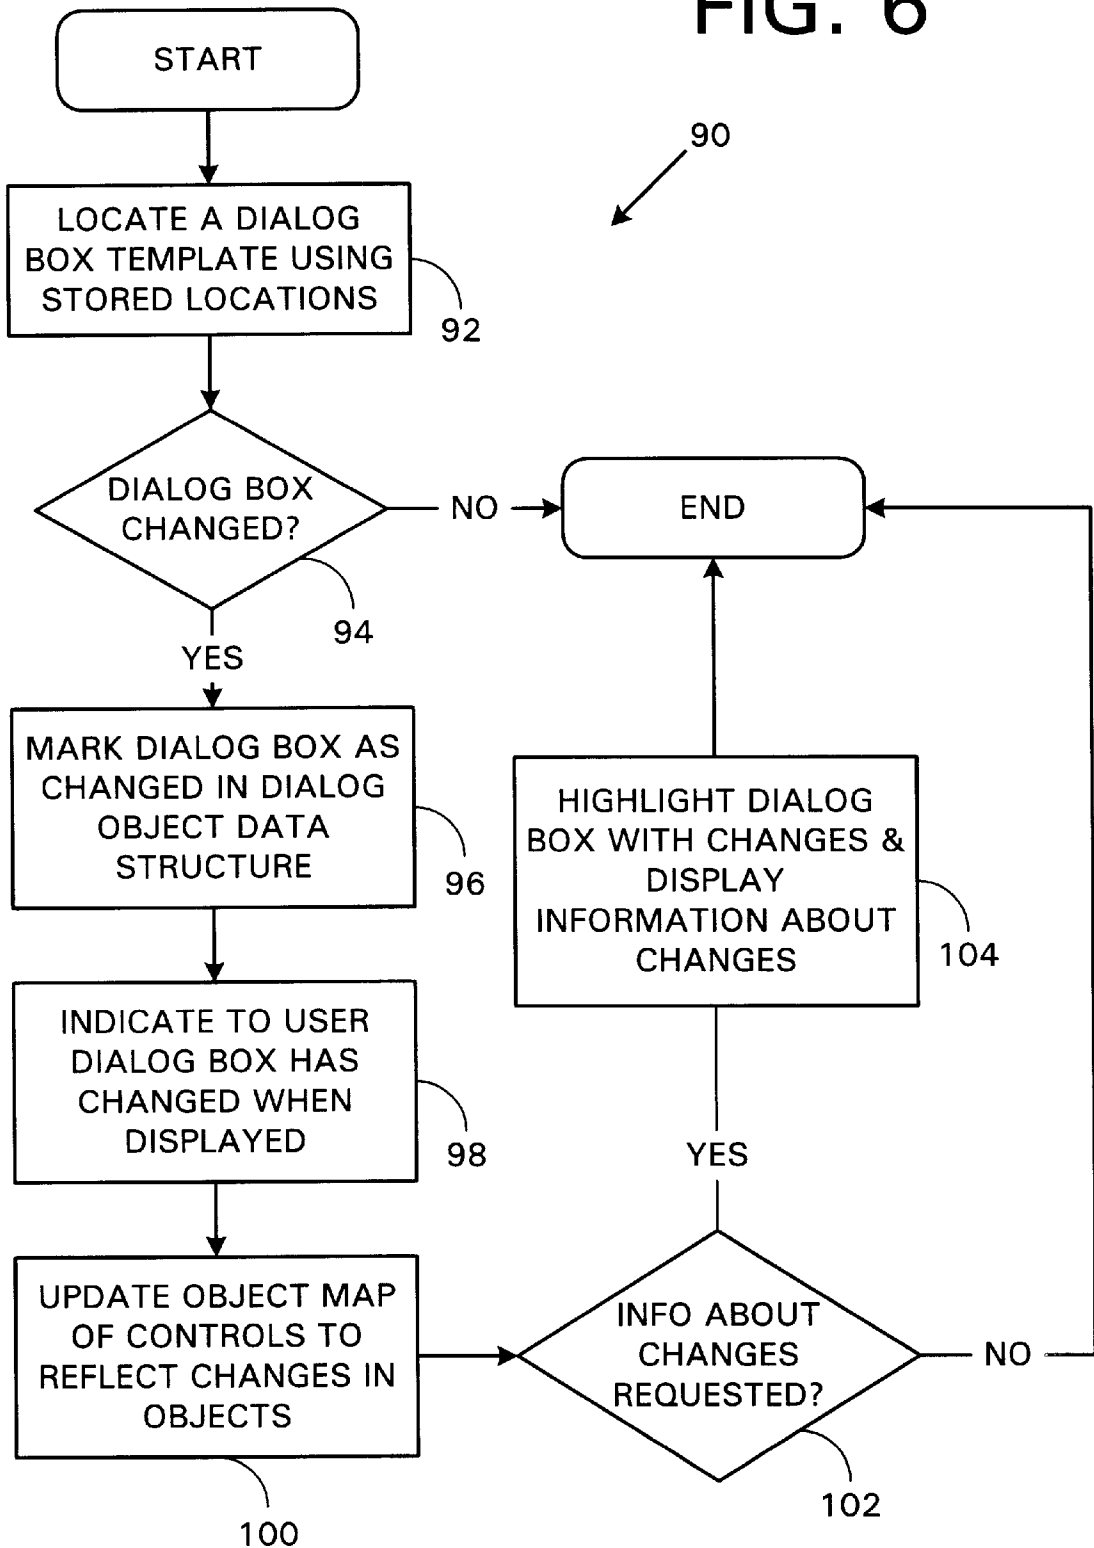 FIG. 6
START
90
LOCATE A DIALOG
BOX TEMPLATE USING
STORED LOCATIONS
92
DIALOG BOX
CHANGED?
NO
END
94
YES
MARK DIALOG BOX AS
CHANGED IN DIALOG
OBJECT DATA
STRUCTURE
96
HIGHLIGHT DIALOG
BOX WITH CHANGES &
DISPLAY
INFORMATION ABOUT
CHANGES
104
INDICATE TO USER
DIALOG BOX HAS
CHANGED WHEN
DISPLAYED
98
YES
UPDATE OBJECT MAP
OF CONTROLS TO
REFLECT CHANGES IN
OBJECTS
100
INFO ABOUT
CHANGES
REQUESTED?
NO
102